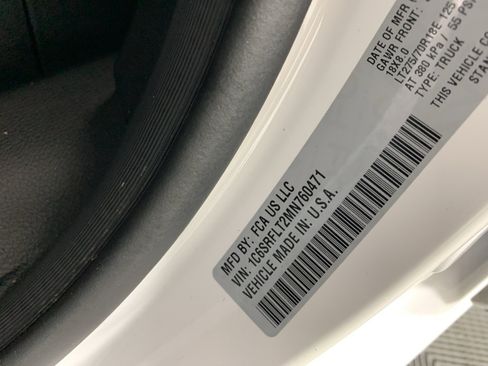 MFD BY: FCA US LLC
VIN: 1C6SRFLT2MN760471
VEHICLE MADE IN: U.S.A.
DATE OF MFR
GAWR FRONT:
18X8.0
LT275/70R18E 125
AT 380 kPa / 55 PSI
TYPE: TRUCK
THIS VEHICLE CO
STAN